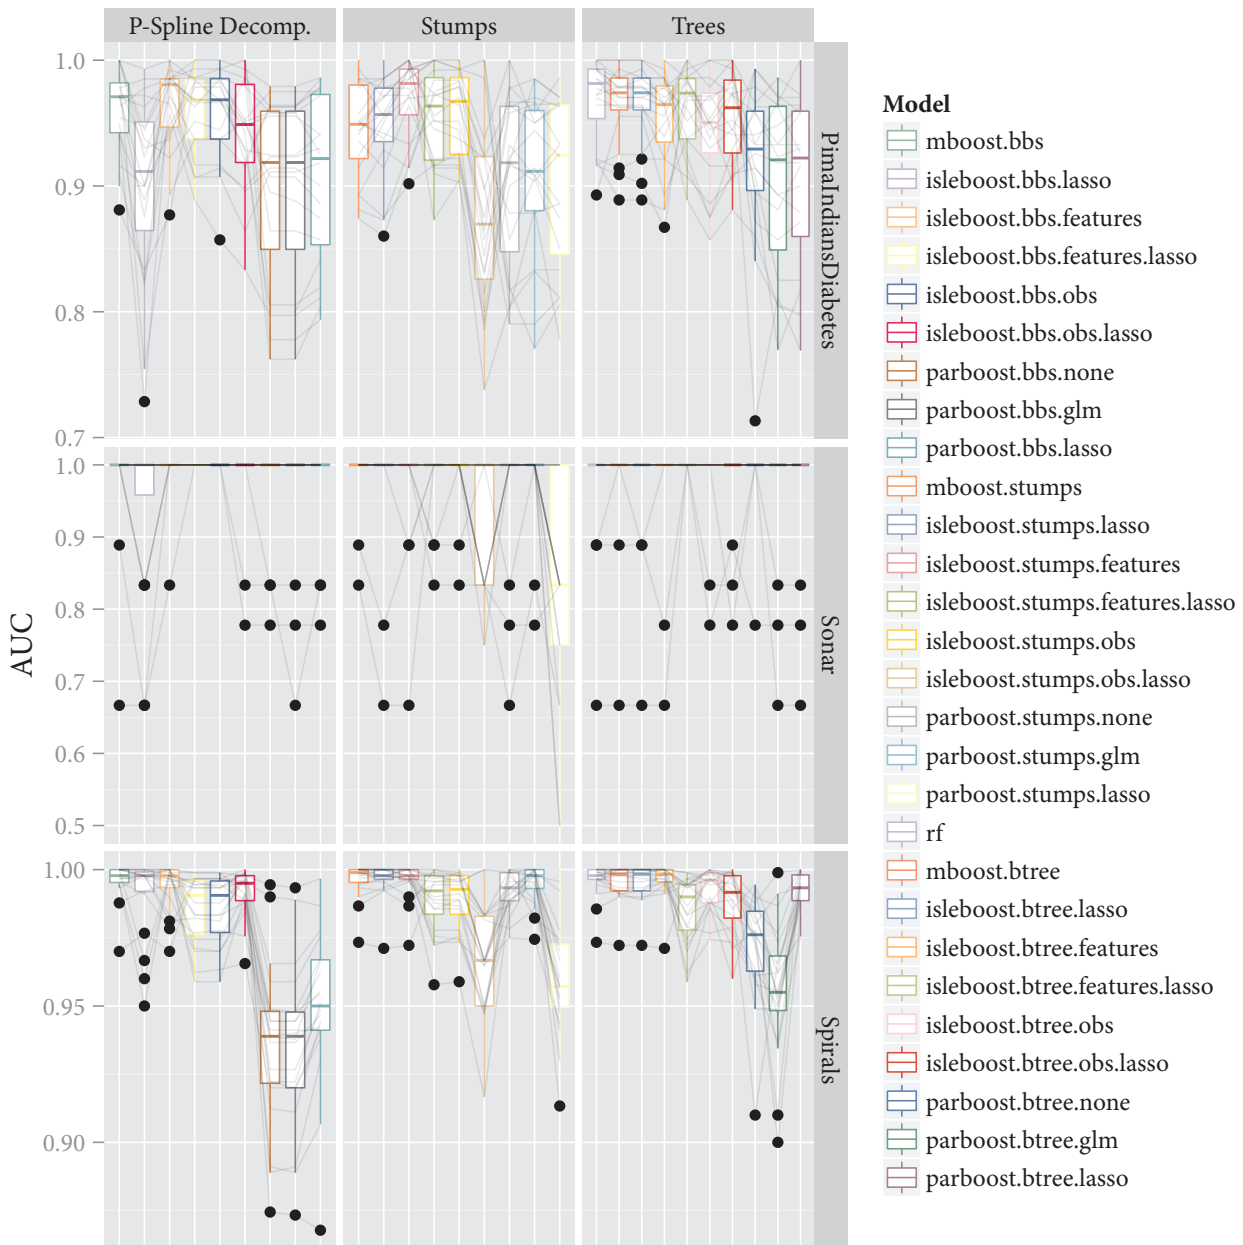 P-Spline Decomp.
Stumps
Trees
1.0
0.9
0.8
0.7
PimaIndiansDiabetes
1.0
0.9
0.8
0.7
0.6
0.5
Sonar
AUC
1.00
0.95
0.90
Spirals
Model
mboost.bbs
isleboost.bbs.lasso
isleboost.bbs.features
isleboost.bbs.features.lasso
isleboost.bbs.obs
isleboost.bbs.obs.lasso
parboost.bbs.none
parboost.bbs.glm
parboost.bbs.lasso
mboost.stumps
isleboost.stumps.lasso
isleboost.stumps.features
isleboost.stumps.features.lasso
isleboost.stumps.obs
isleboost.stumps.obs.lasso
parboost.stumps.none
parboost.stumps.glm
parboost.stumps.lasso
rf
mboost.btree
isleboost.btree.lasso
isleboost.btree.features
isleboost.btree.features.lasso
isleboost.btree.obs
isleboost.btree.obs.lasso
parboost.btree.none
parboost.btree.glm
parboost.btree.lasso